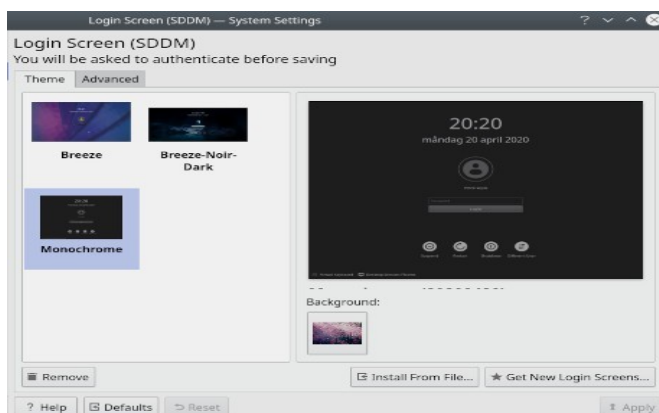 Login Screen (SDDM) — System Settings
Login Screen (SDDM)
You will be asked to authenticate before saving
Theme Advanced
Breeze
Breeze-Noir-
Dark
Monochrome
20:20
måndag 20 april 2020
Background:
Remove
Install From File...
Get New Login Screens...
? Help
Defaults
Reset
Apply